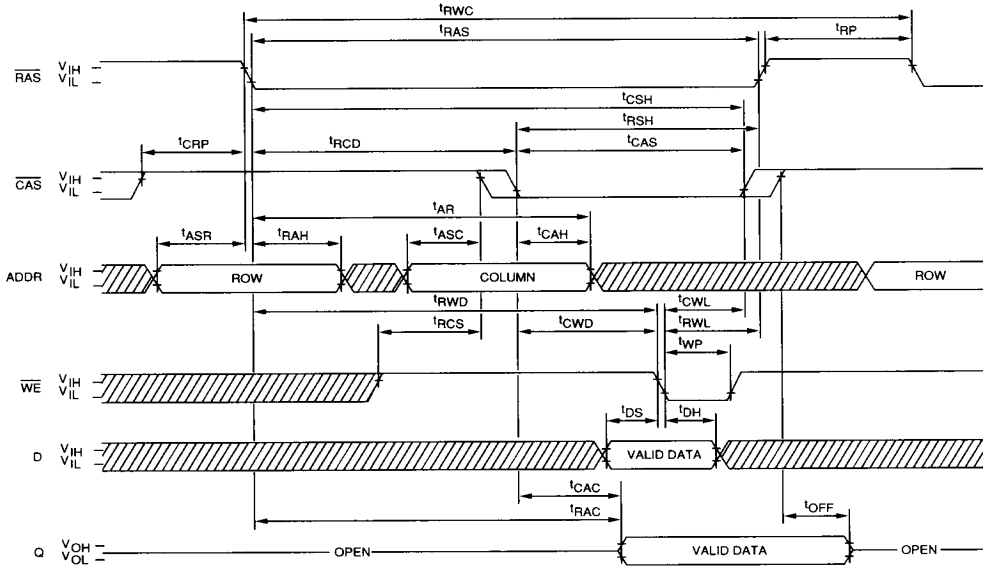 tRWC
tRAS
tRP
RAS VIH VIL
tCSH
tRSH
tCRP tRCD tCAS
CAS VIH VIL
tAR
tASR tRAH tASC tCAH
ADDR VIH VIL ROW COLUMN ROW
tRWD tCWL
tRCS tCWD tRWL
tWP
WE VIH VIL
tDS tDH
D VIH VIL VALID DATA
tCAC
tRAC tOFF
Q VOH VOL OPEN VALID DATA OPEN